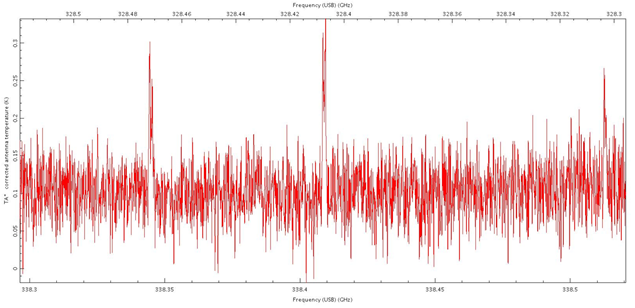 Frequency (USB) (GHz)
328.5 328.48 328.46 328.44 328.42 328.4 328.38 328.36 328.34 328.32 328.3
0.3
0.25
0.2
0.15
0.1
0.05
0
TA* corrected antenna temperature (K)
338.3 338.35 338.4 338.45 338.5
Frequency (USB) (GHz)